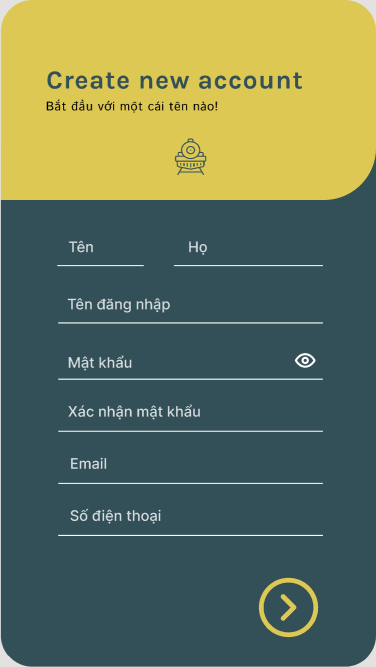 Create new account
Bắt đầu với một cái tên nào!
Tên Họ
Tên đăng nhập
Mật khẩu
Xác nhận mật khẩu
Email
Số điện thoại